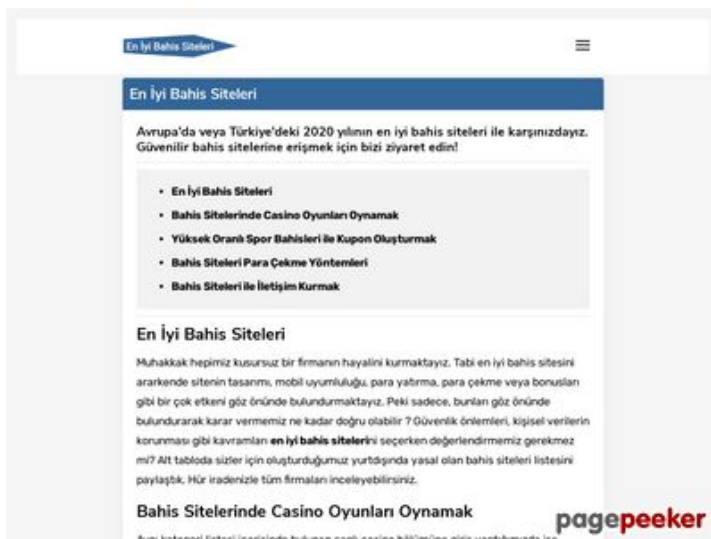 En İyi Bahis Siteleri
En İyi Bahis Siteleri
Avrupa'da veya Türkiye'deki 2020 yılının en iyi bahis siteleri ile karşınızdayız.
Güvenilir bahis sitelerine erişmek için bizi ziyaret edin!
• En İyi Bahis Siteleri
• Bahis Sitelerinde Casino Oyunları Oynamak
• Yüksek Oranlı Spor Bahisleri ile Kupon Oluşturmak
• Bahis Siteleri Para Çekme Yöntemleri
• Bahis Siteleri ile İletişim Kurmak
En İyi Bahis Siteleri
Muhakkak hepimiz kusursuz bir firmanın hayalini kurmaktayız. Tabi en iyi bahis sitesini
ararkende sitenin tasarımı, mobil uyumluluğu, para yatırma, para çekme veya bonusları
gibi bir çok etkeni göz önünde bulundurmaktayız. Peki sadece, bunları göz önünde
bulundurarak karar vermemiz ne kadar doğru olabilir ? Güvenlik önlemleri, kişisel verilerin
korunması gibi kavramları en iyi bahis sitelerini seçerken değerlendirmemiz gerekmez
mi? Alt tabloda sizler için oluşturduğumuz yurtdışında yasal olan bahis siteleri listesini
paylaştık. Hür iradenizle tüm firmaları inceleyebilirsiniz.
Bahis Sitelerinde Casino Oyunları Oynamak
pagepeeker